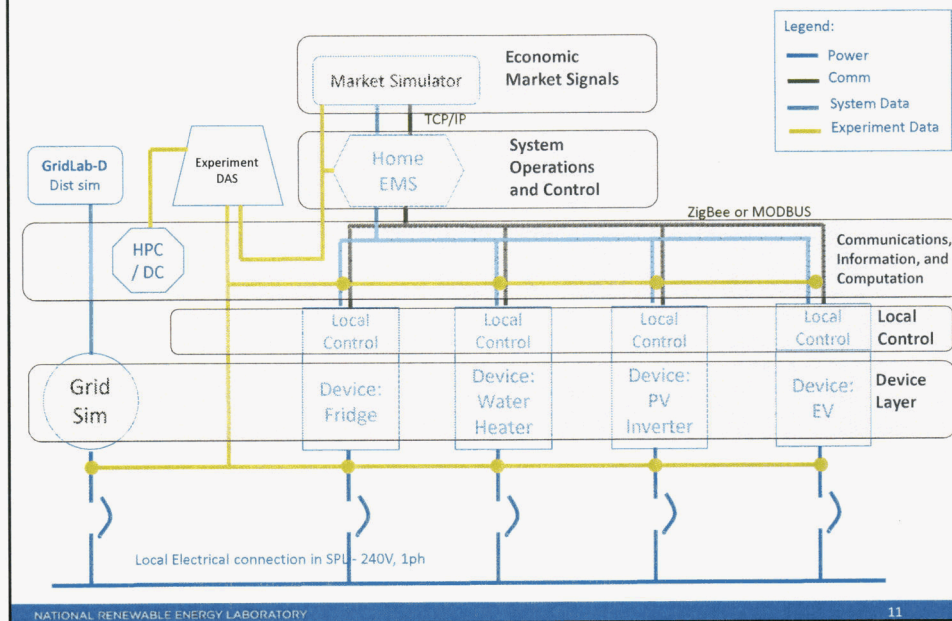 Legend:
Power
Comm
System Data
Experiment Data
Economic
Market Signals
Market Simulator
TCP/IP
System
Operations
and Control
Home
EMS
GridLab-D
Dist sim
Experiment
DAS
HPC
/ DC
ZigBee or MODBUS
Communications,
Information, and
Computation
Local
Control
Local
Control
Local
Control
Local
Control
Local
Control
Grid
Sim
Device:
Fridge
Device:
Water
Heater
Device:
PV
Inverter
Device:
EV
Device
Layer
Local Electrical connection in SPL - 240V, 1ph
NATIONAL RENEWABLE ENERGY LABORATORY
11